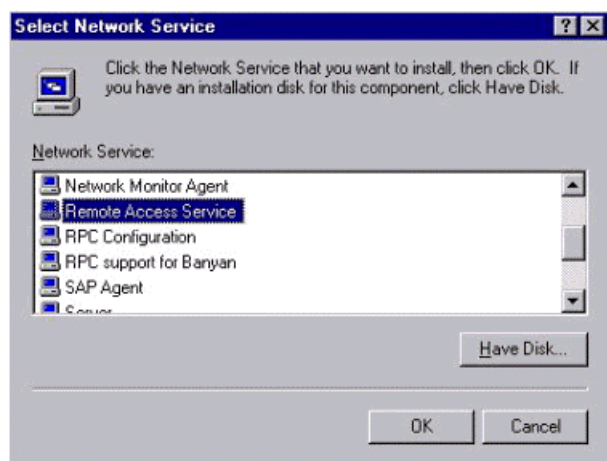 Select Network Service
Click the Network Service that you want to install, then click OK. If
you have an installation disk for this component, click Have Disk.
Network Service:
Network Monitor Agent
Remote Access Service
RPC Configuration
RPC support for Banyan
SAP Agent
Server
Have Disk...
OK
Cancel